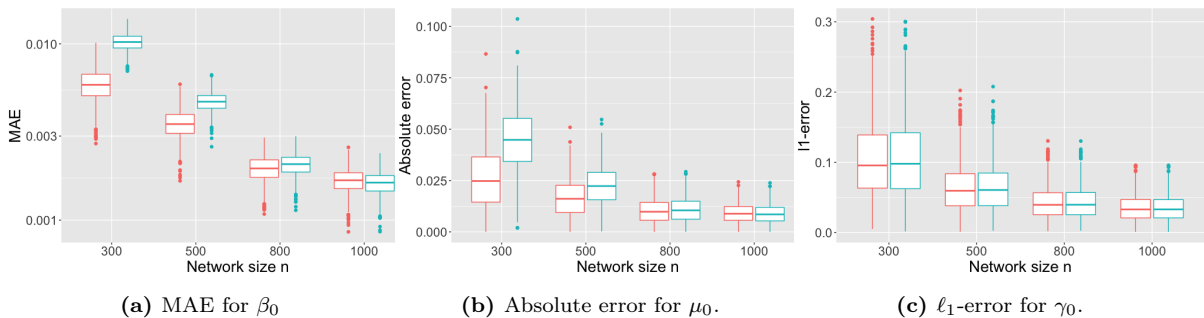 0.010
0.003
0.001
MAE
300 500 800 1000
Network size n
(a) MAE for β₀
0.100
0.075
0.050
0.025
0.000
Absolute error
300 500 800 1000
Network size n
(b) Absolute error for μ₀.
0.3
0.2
0.1
0.0
l1-error
300 500 800 1000
Network size n
(c) ℓ₁-error for γ₀.